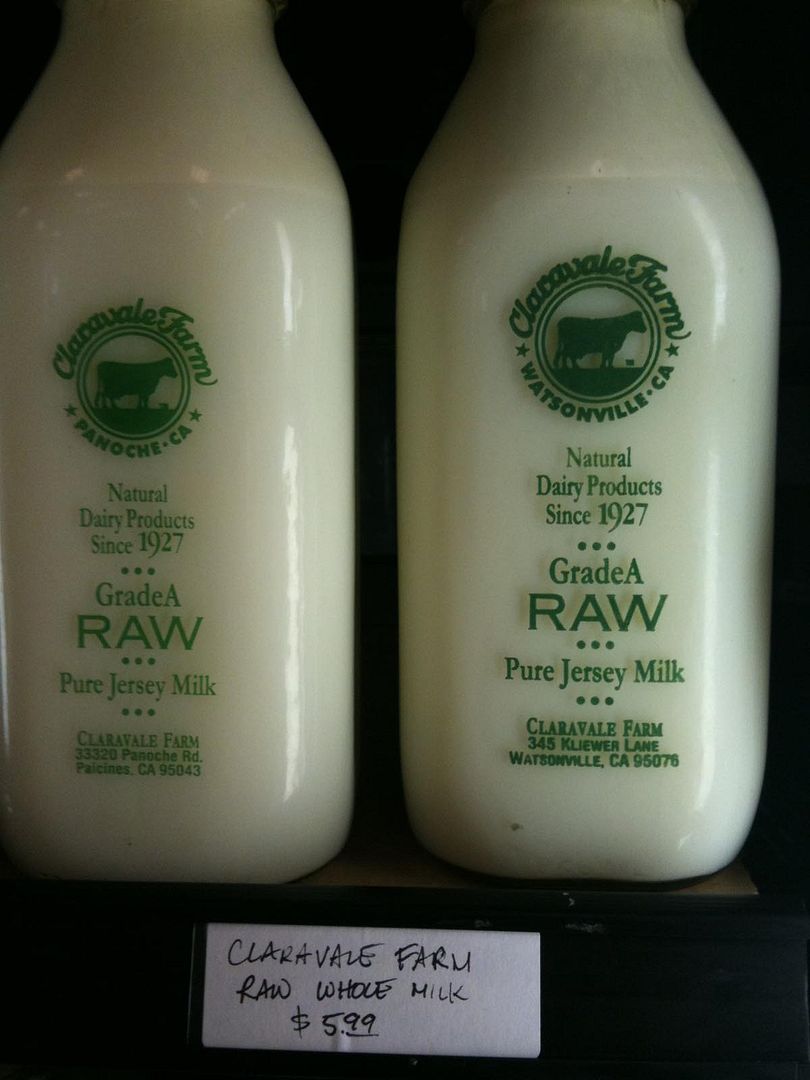 Claravale Farm
PANOCHE · CA
Natural
Dairy Products
Since 1927
GradeA
RAW
Pure Jersey Milk
CLARAVALE FARM
33320 Panoche Rd.
Paicines, CA 95043
Claravale Farm
WATSONVILLE · CA
Natural
Dairy Products
Since 1927
GradeA
RAW
Pure Jersey Milk
CLARAVALE FARM
345 KLIEWER LANE
WATSONVILLE, CA 95076
CLARAVALE FARM
RAW WHOLE MILK
$ 5.99